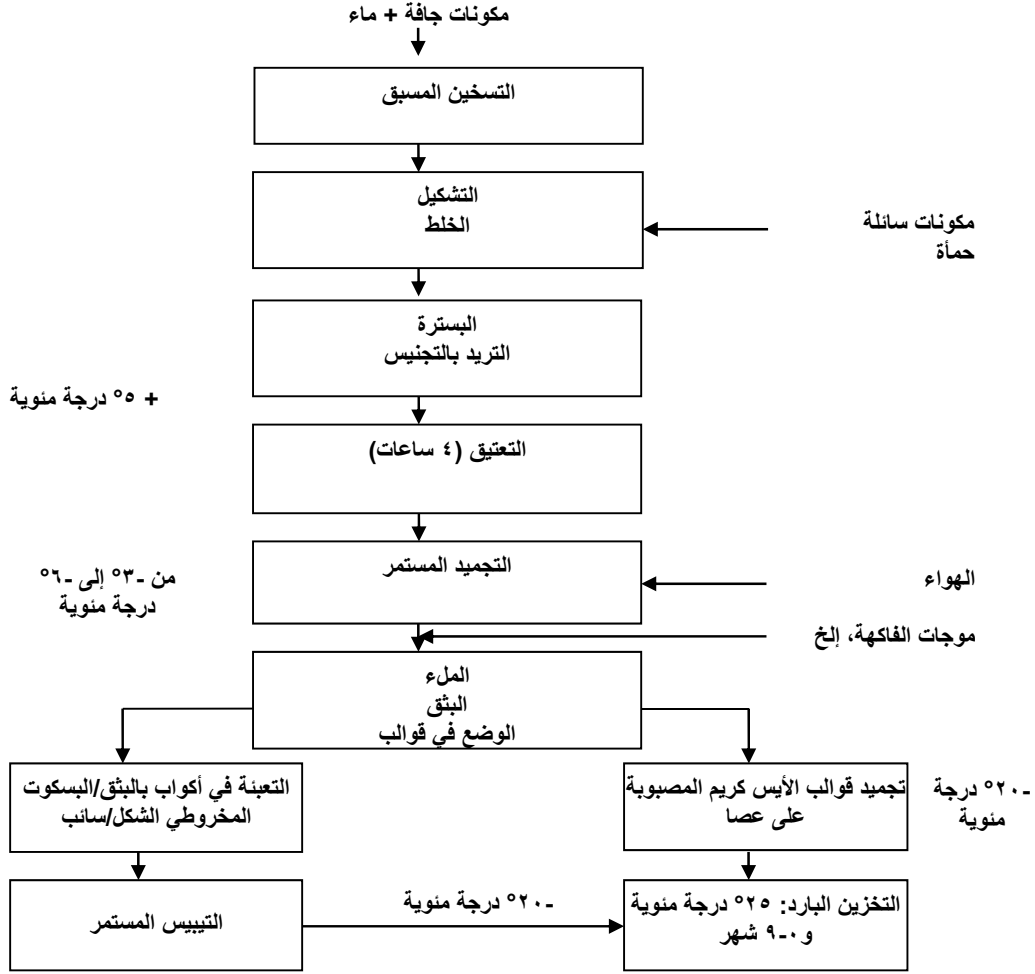 مكونات جافة + ماء
التسخين المسبق
التشكيل
الخلط
مكونات سائلة
حمأة
البسترة
التريد بالتجنيس
+ ٥° درجة مئوية
التعتيق (٤ ساعات)
التجميد المستمر
من -٣° إلى -٦°
درجة مئوية
الهواء
موجات الفاكهة، إلخ
الملء
البثق
الوضع في قوالب
تجميد قوالب الأيس كريم المصبوبة
على عصا
-٢٠° درجة
مئوية
التعبئة في أكواب بالبثق/البسكوت
المخروطي الشكل/سائب
التخزين البارد: ٢٥° درجة مئوية
و٠-٩ شهر
-٢٠° درجة مئوية
التيبيس المستمر